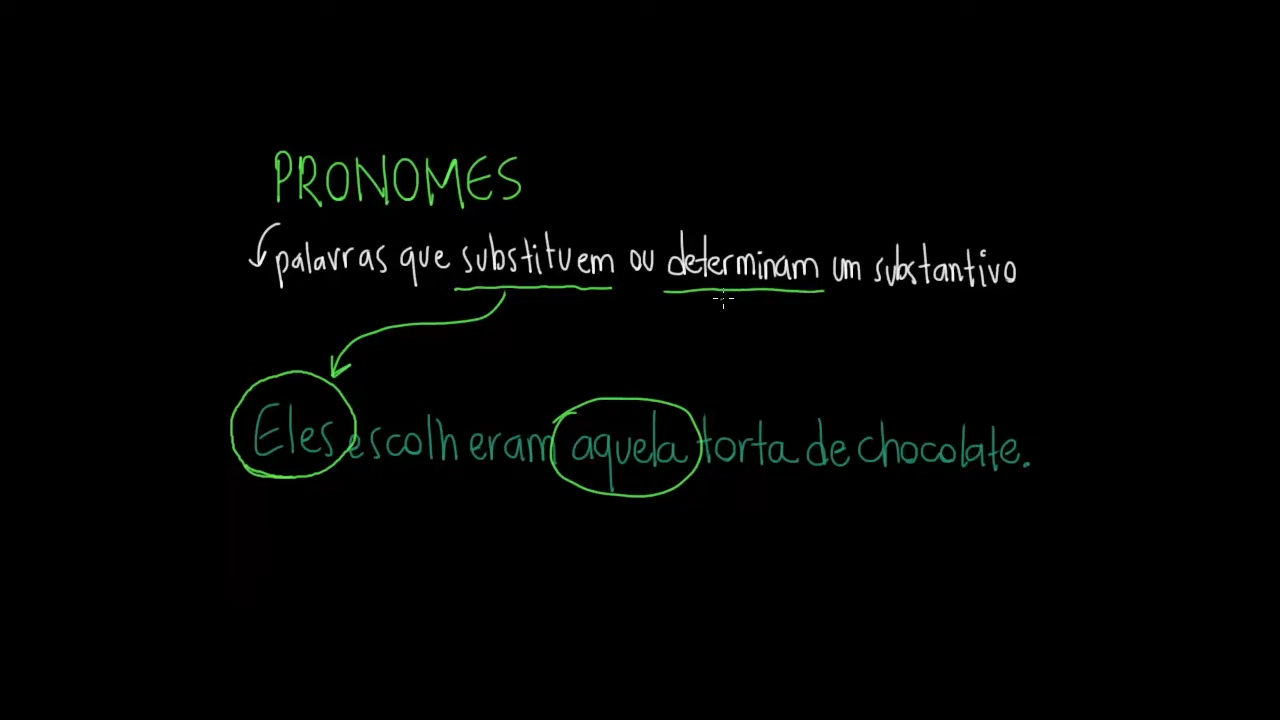 PRONOMES
palavras que substituem ou determinam um substantivo
Eles escolheram aquela torta de chocolate.